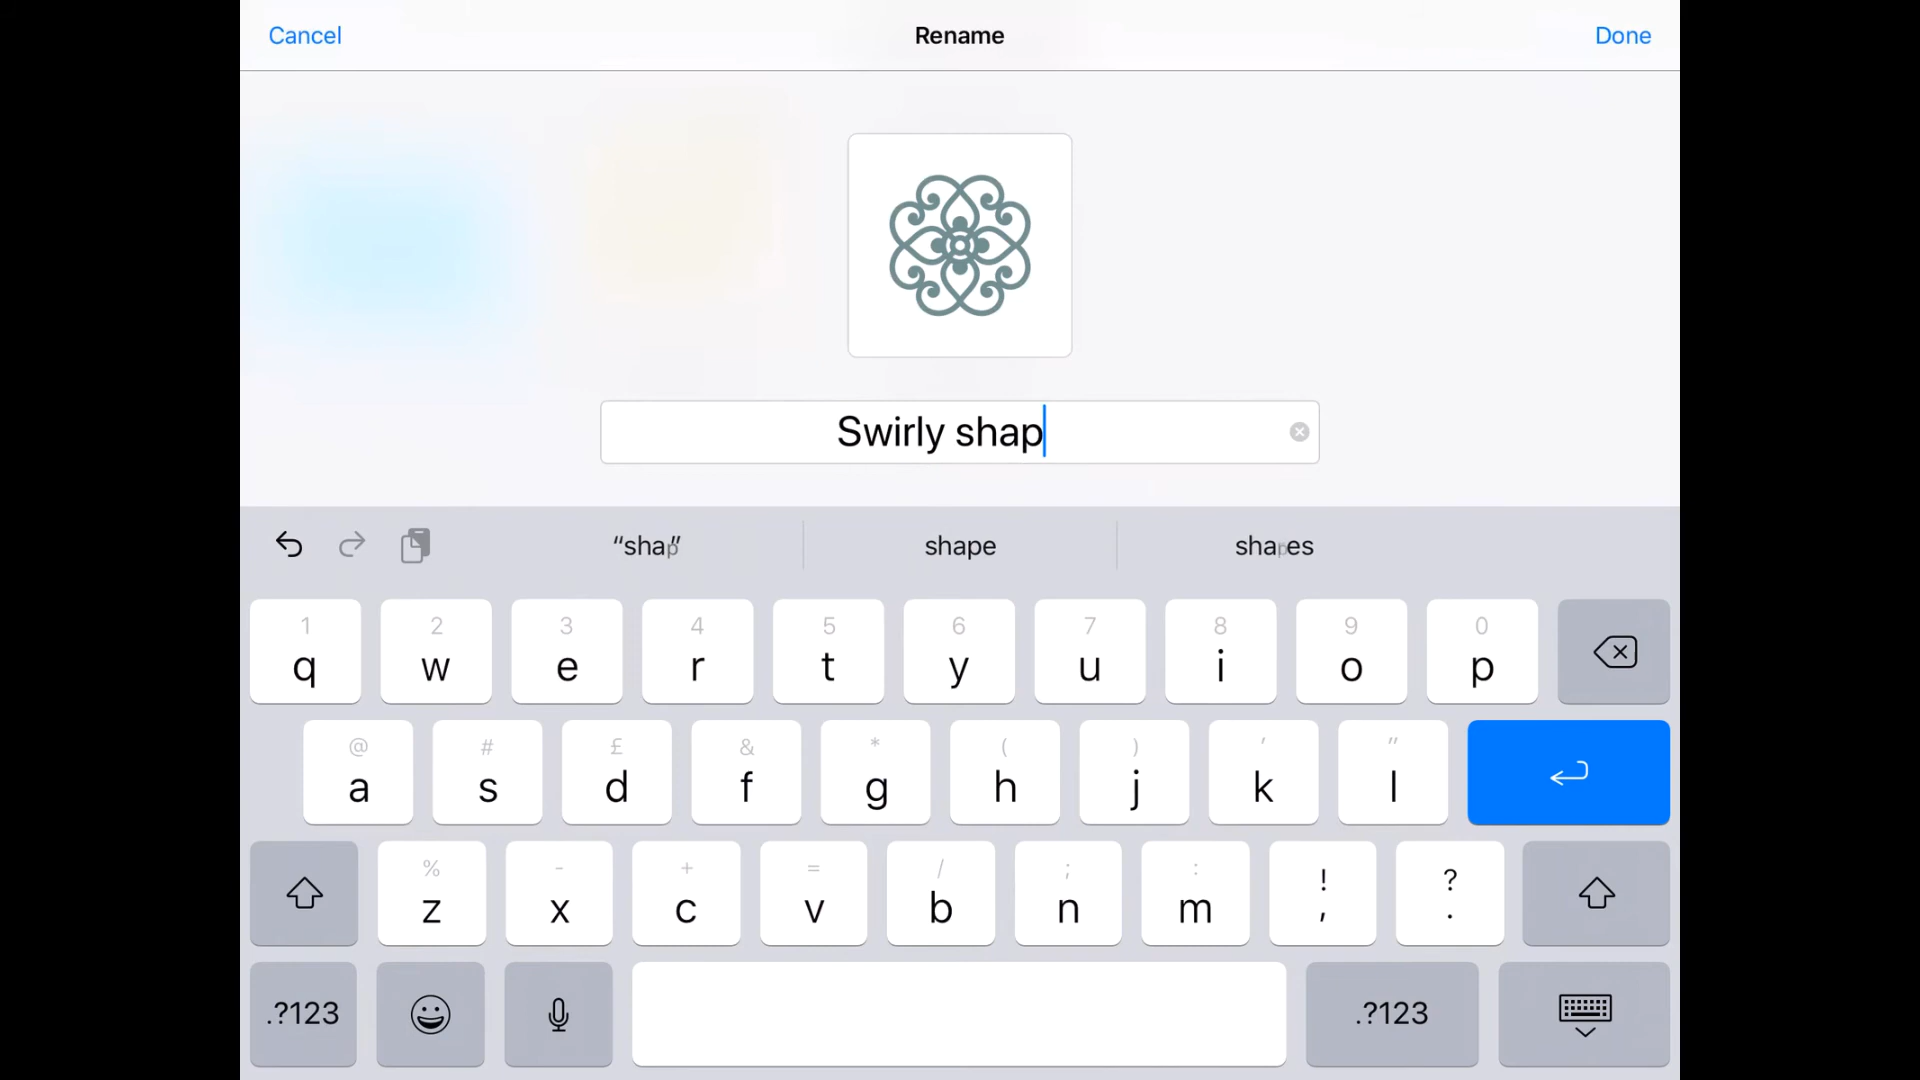 Cancel Rename Done
Swirly shap
“shap” shape shapes
1 2 3 4 5 6 7 8 9 0
q w e r t y u i o p
@ # £ & * ( ) ' "
a s d f g h j k l
% - + = / ; : ! ?
z x c v b n m , .
.?123 .?123